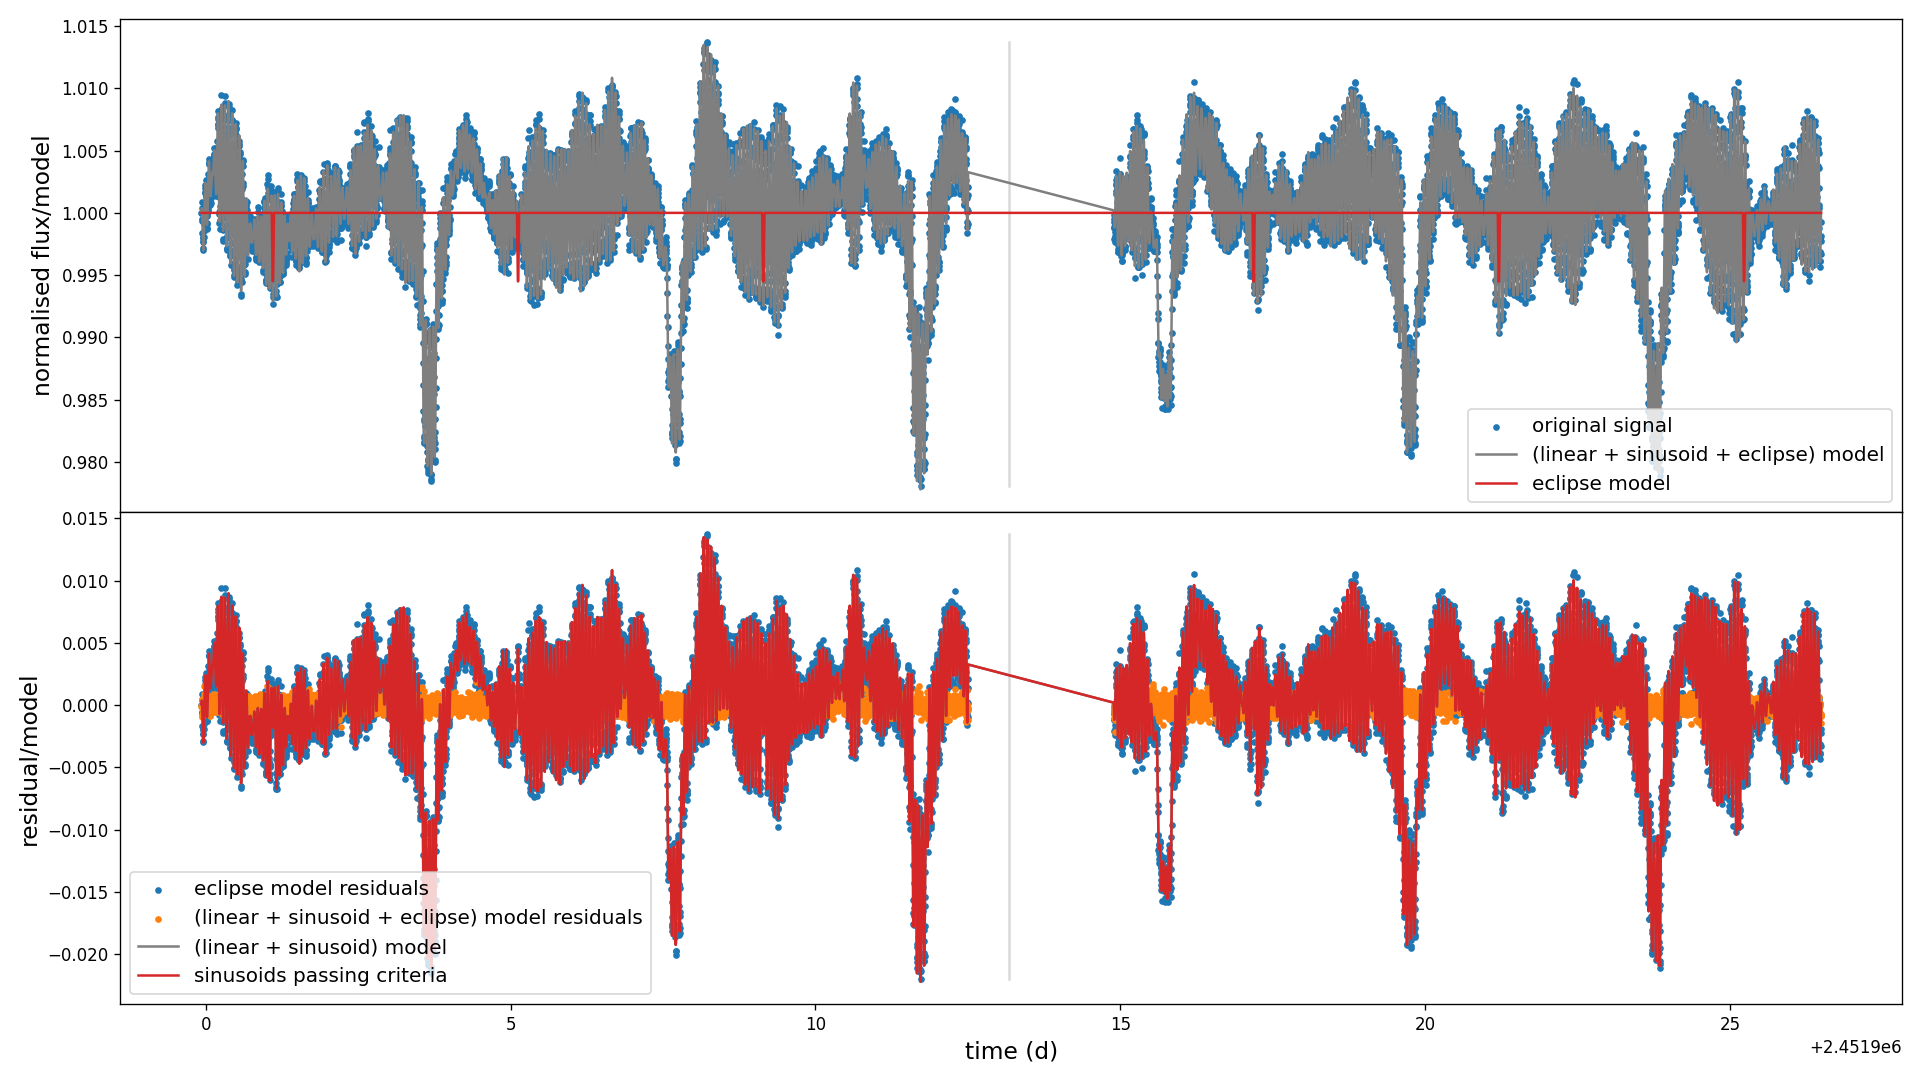 1.015
1.010
1.005
1.000
0.995
0.990
0.985
0.980
normalised flux/model
original signal
(linear + sinusoid + eclipse) model
eclipse model
0.015
0.010
0.005
0.000
−0.005
−0.010
−0.015
−0.020
residual/model
eclipse model residuals
(linear + sinusoid + eclipse) model residuals
(linear + sinusoid) model
sinusoids passing criteria
0 5 10 15 20 25
time (d)
+2.4519e6